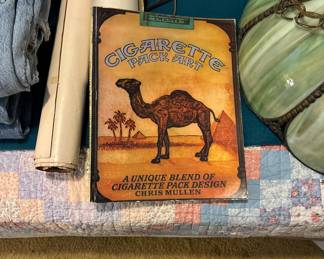 CIGARETTE
PACK ART
A UNIQUE BLEND OF
CIGARETTE PACK DESIGN
CHRIS MULLEN